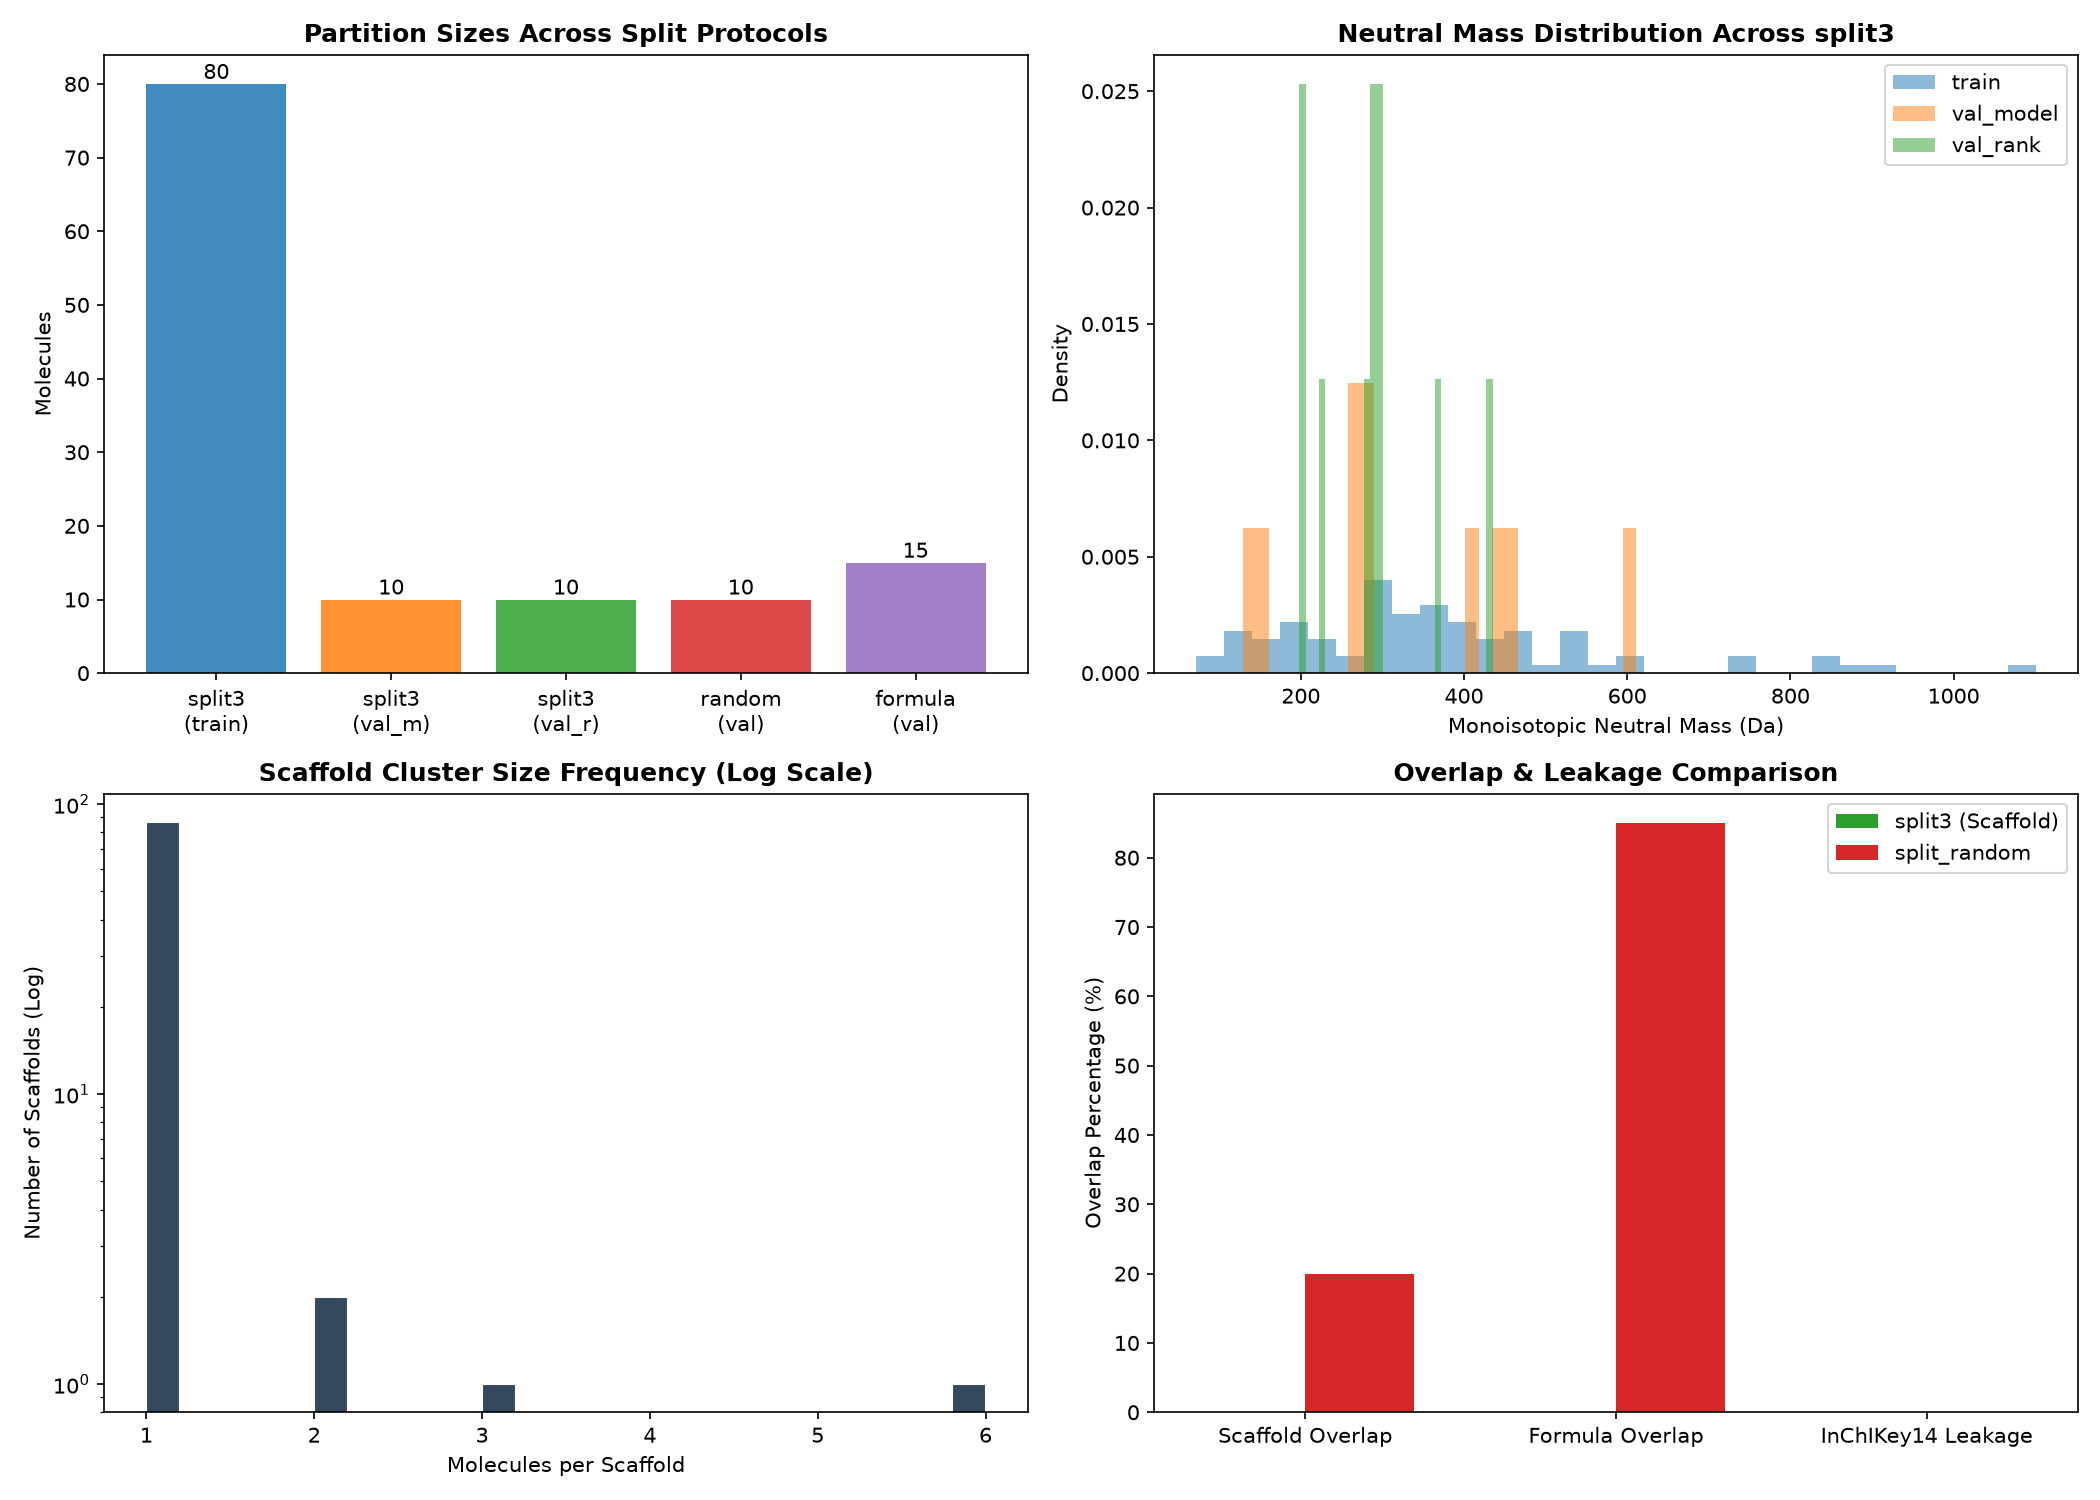 Partition Sizes Across Split Protocols
Molecules
80
70
60
50
40
30
20
10
0
80
10
10
10
15
split3
(train)
split3
(val_m)
split3
(val_r)
random
(val)
formula
(val)
Neutral Mass Distribution Across split3
Density
0.025
0.020
0.015
0.010
0.005
0.000
train
val_model
val_rank
200
400
600
800
1000
Monoisotopic Neutral Mass (Da)
Scaffold Cluster Size Frequency (Log Scale)
Number of Scaffolds (Log)
10²
10¹
10⁰
1
2
3
4
5
6
Molecules per Scaffold
Overlap & Leakage Comparison
Overlap Percentage (%)
80
70
60
50
40
30
20
10
0
split3 (Scaffold)
split_random
Scaffold Overlap
Formula Overlap
InChIKey14 Leakage